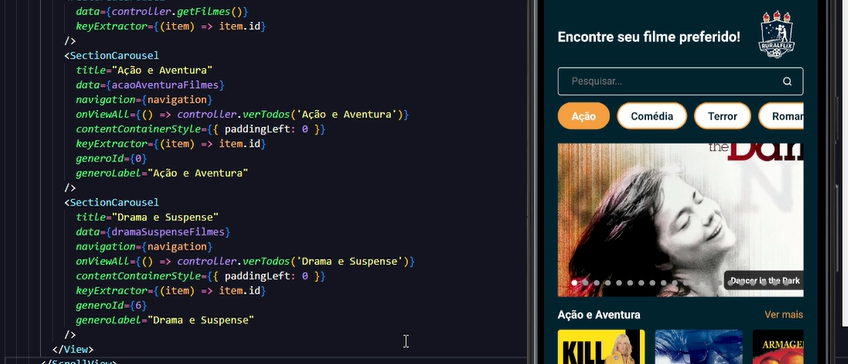 data={controller.getFilmes()}
keyExtractor={(item) => item.id}
/>
<SectionCarousel
title="Ação e Aventura"
data={acaoAventuraFilmes}
navigation={navigation}
onViewAll={() => controller.verTodos('Ação e Aventura')}
contentContainerStyle={{ paddingLeft: 0 }}
keyExtractor={(item) => item.id}
generoId={0}
generoLabel="Ação e Aventura"
/>
<SectionCarousel
title="Drama e Suspense"
data={dramaSuspenseFilmes}
navigation={navigation}
onViewAll={() => controller.verTodos('Drama e Suspense')}
contentContainerStyle={{ paddingLeft: 0 }}
keyExtractor={(item) => item.id}
generoId={6}
generoLabel="Drama e Suspense"
/>
</View>
</ScrollView>
Encontre seu filme preferido!
RURALFLIX
Pesquisar...
Ação
Comédia
Terror
Romar
the Dan
Dancer in the Dark
Ação e Aventura
Ver mais
KILL
ARMAGE